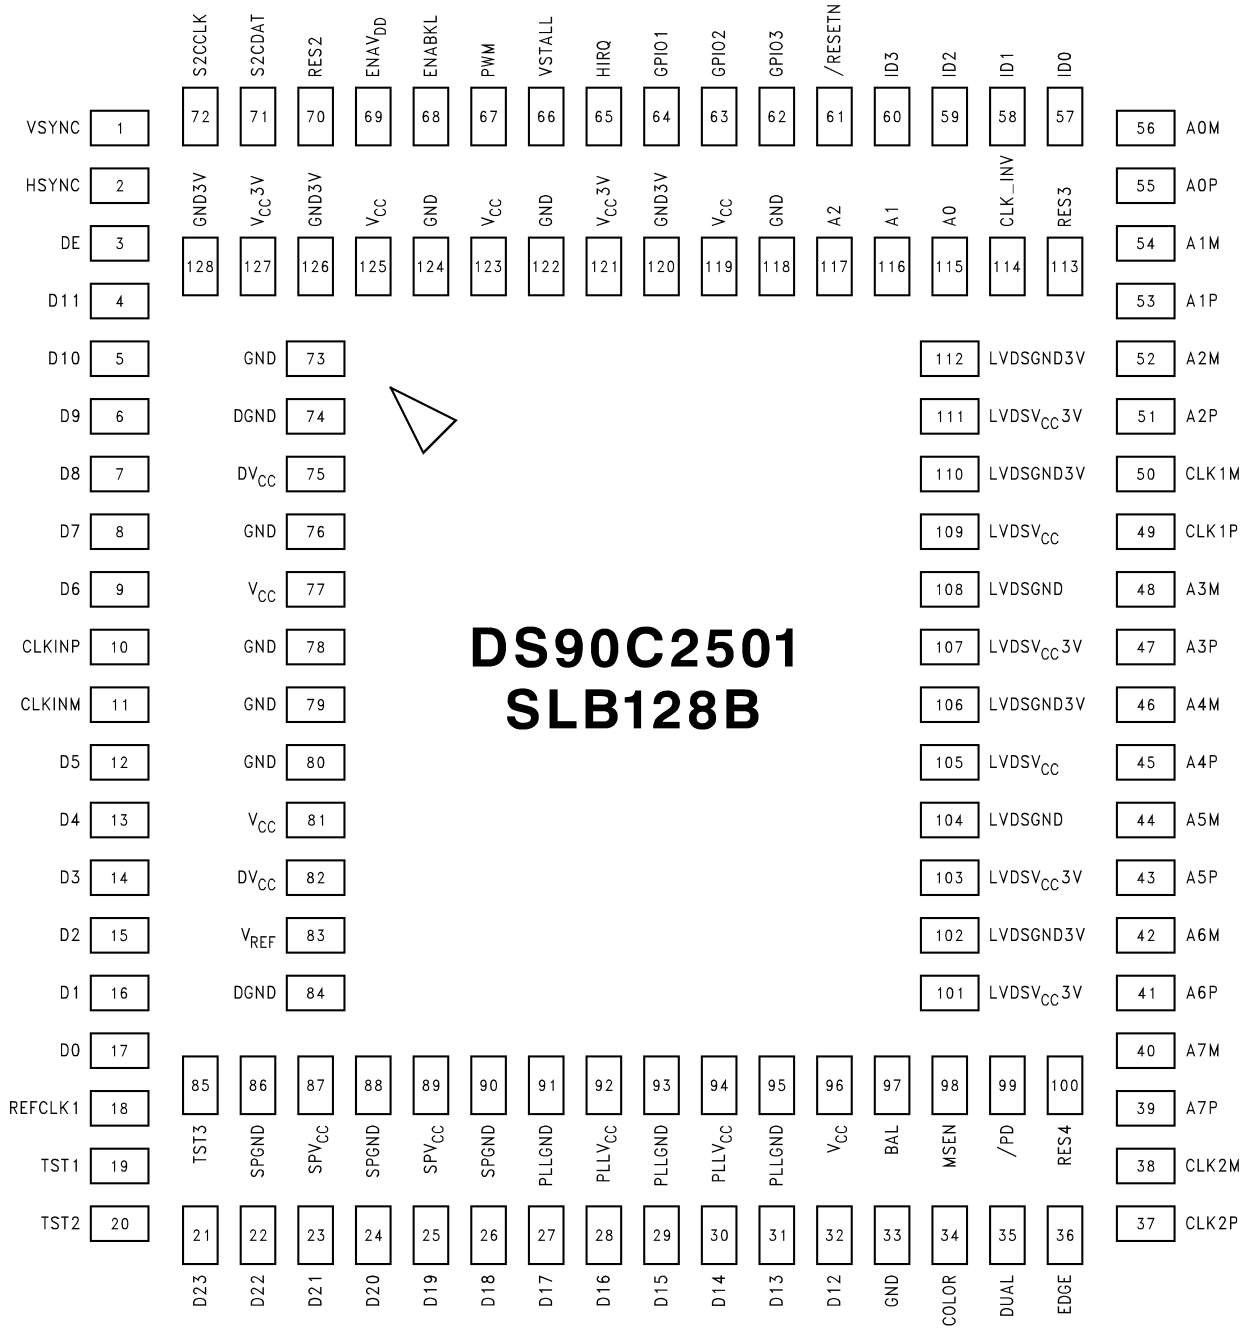 S2CCLK S2CDAT RES2 ENAVDD ENABKL PWM VSTALL HIRQ GPIO1 GPIO2 GPIO3 /RESETN ID3 ID2 ID1 ID0
72 71 70 69 68 67 66 65 64 63 62 61 60 59 58 57
VSYNC 1
56 A0M
HSYNC 2
55 A0P
GND3V VCC3V GND3V VCC GND VCC GND VCC3V GND3V VCC GND A2 A1 A0 CLK_INV RES3
DE 3
54 A1M
128 127 126 125 124 123 122 121 120 119 118 117 116 115 114 113
D11 4
53 A1P
D10 5 GND 73 112 LVDSGND3V 52 A2M
D9 6 DGND 74 111 LVDSVCC3V 51 A2P
D8 7 DVCC 75 110 LVDSGND3V 50 CLK1M
D7 8 GND 76 109 LVDSVCC 49 CLK1P
D6 9 VCC 77 108 LVDSGND 48 A3M
CLKINP 10 GND 78 107 LVDSVCC3V 47 A3P
DS90C2501
CLKINM 11 GND 79 106 LVDSGND3V 46 A4M
SLB128B
D5 12 GND 80 105 LVDSVCC 45 A4P
D4 13 VCC 81 104 LVDSGND 44 A5M
D3 14 DVCC 82 103 LVDSVCC3V 43 A5P
D2 15 VREF 83 102 LVDSGND3V 42 A6M
D1 16 DGND 84 101 LVDSVCC3V 41 A6P
D0 17
40 A7M
85 86 87 88 89 90 91 92 93 94 95 96 97 98 99 100
REFCLK1 18
39 A7P
TST3 SPGND SPVCC SPGND SPVCC SPGND PLLGND PLLVCC PLLGND PLLVCC PLLGND VCC BAL MSEN /PD RES4
TST1 19
38 CLK2M
TST2 20
37 CLK2P
21 22 23 24 25 26 27 28 29 30 31 32 33 34 35 36
D23 D22 D21 D20 D19 D18 D17 D16 D15 D14 D13 D12 GND COLOR DUAL EDGE